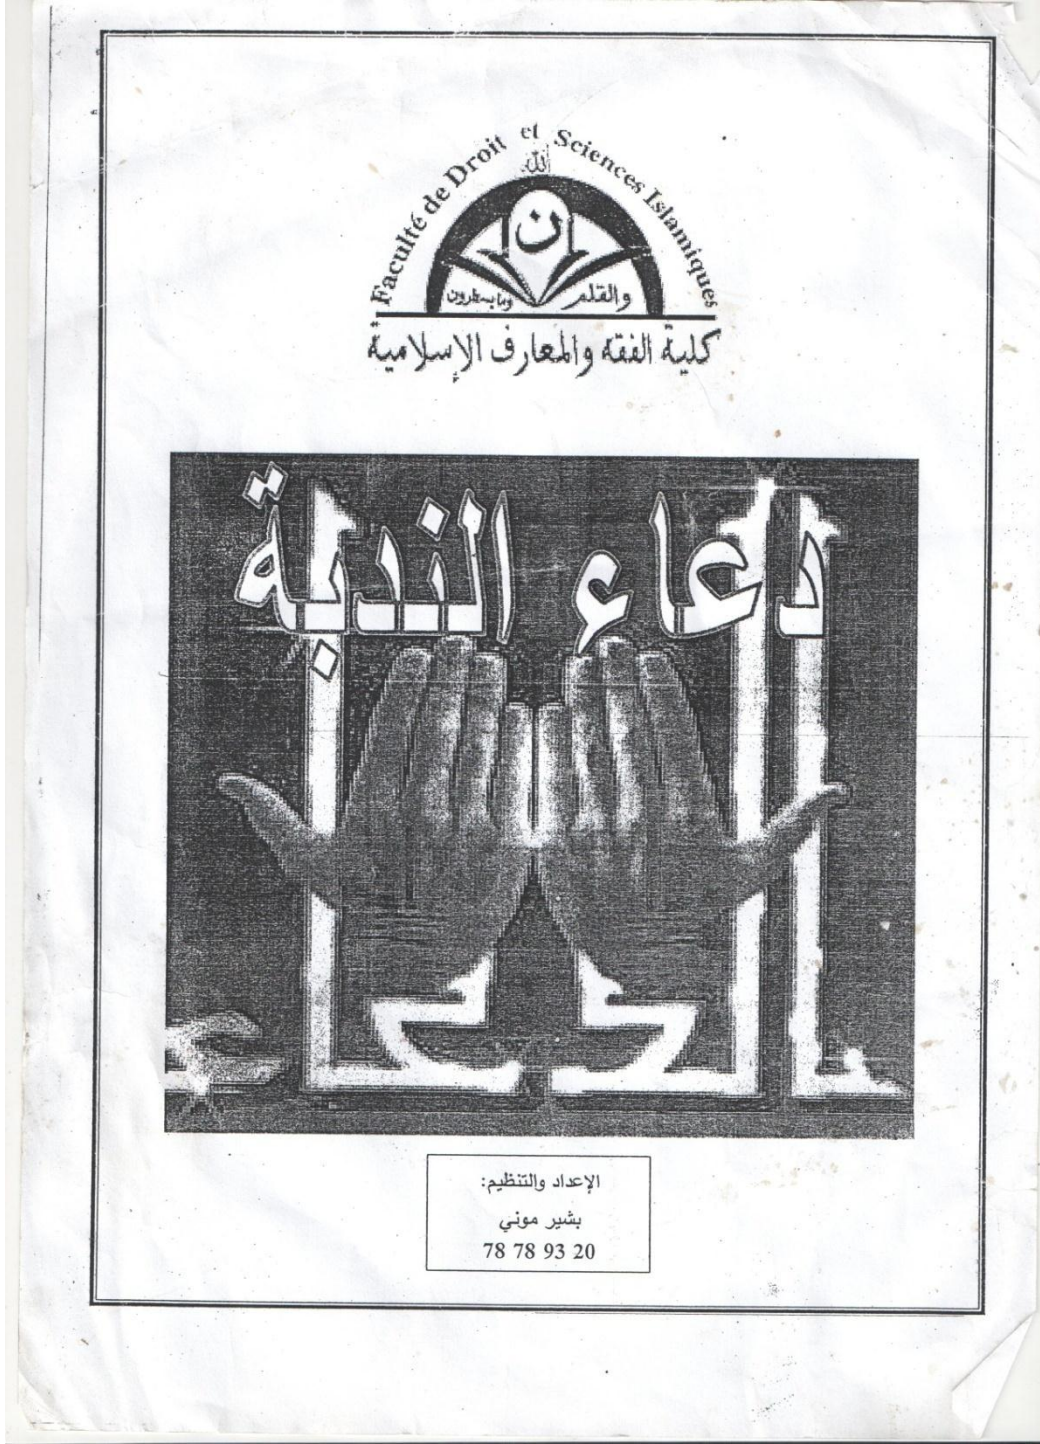 Faculté de Droit et Sciences Islamiques
الله
ن
والقلم وما يسطرون
كلية الفقه والمعارف الإسلامية
دعاء الندبة
الإعداد والتنظيم:
بشير موني
78 78 93 20